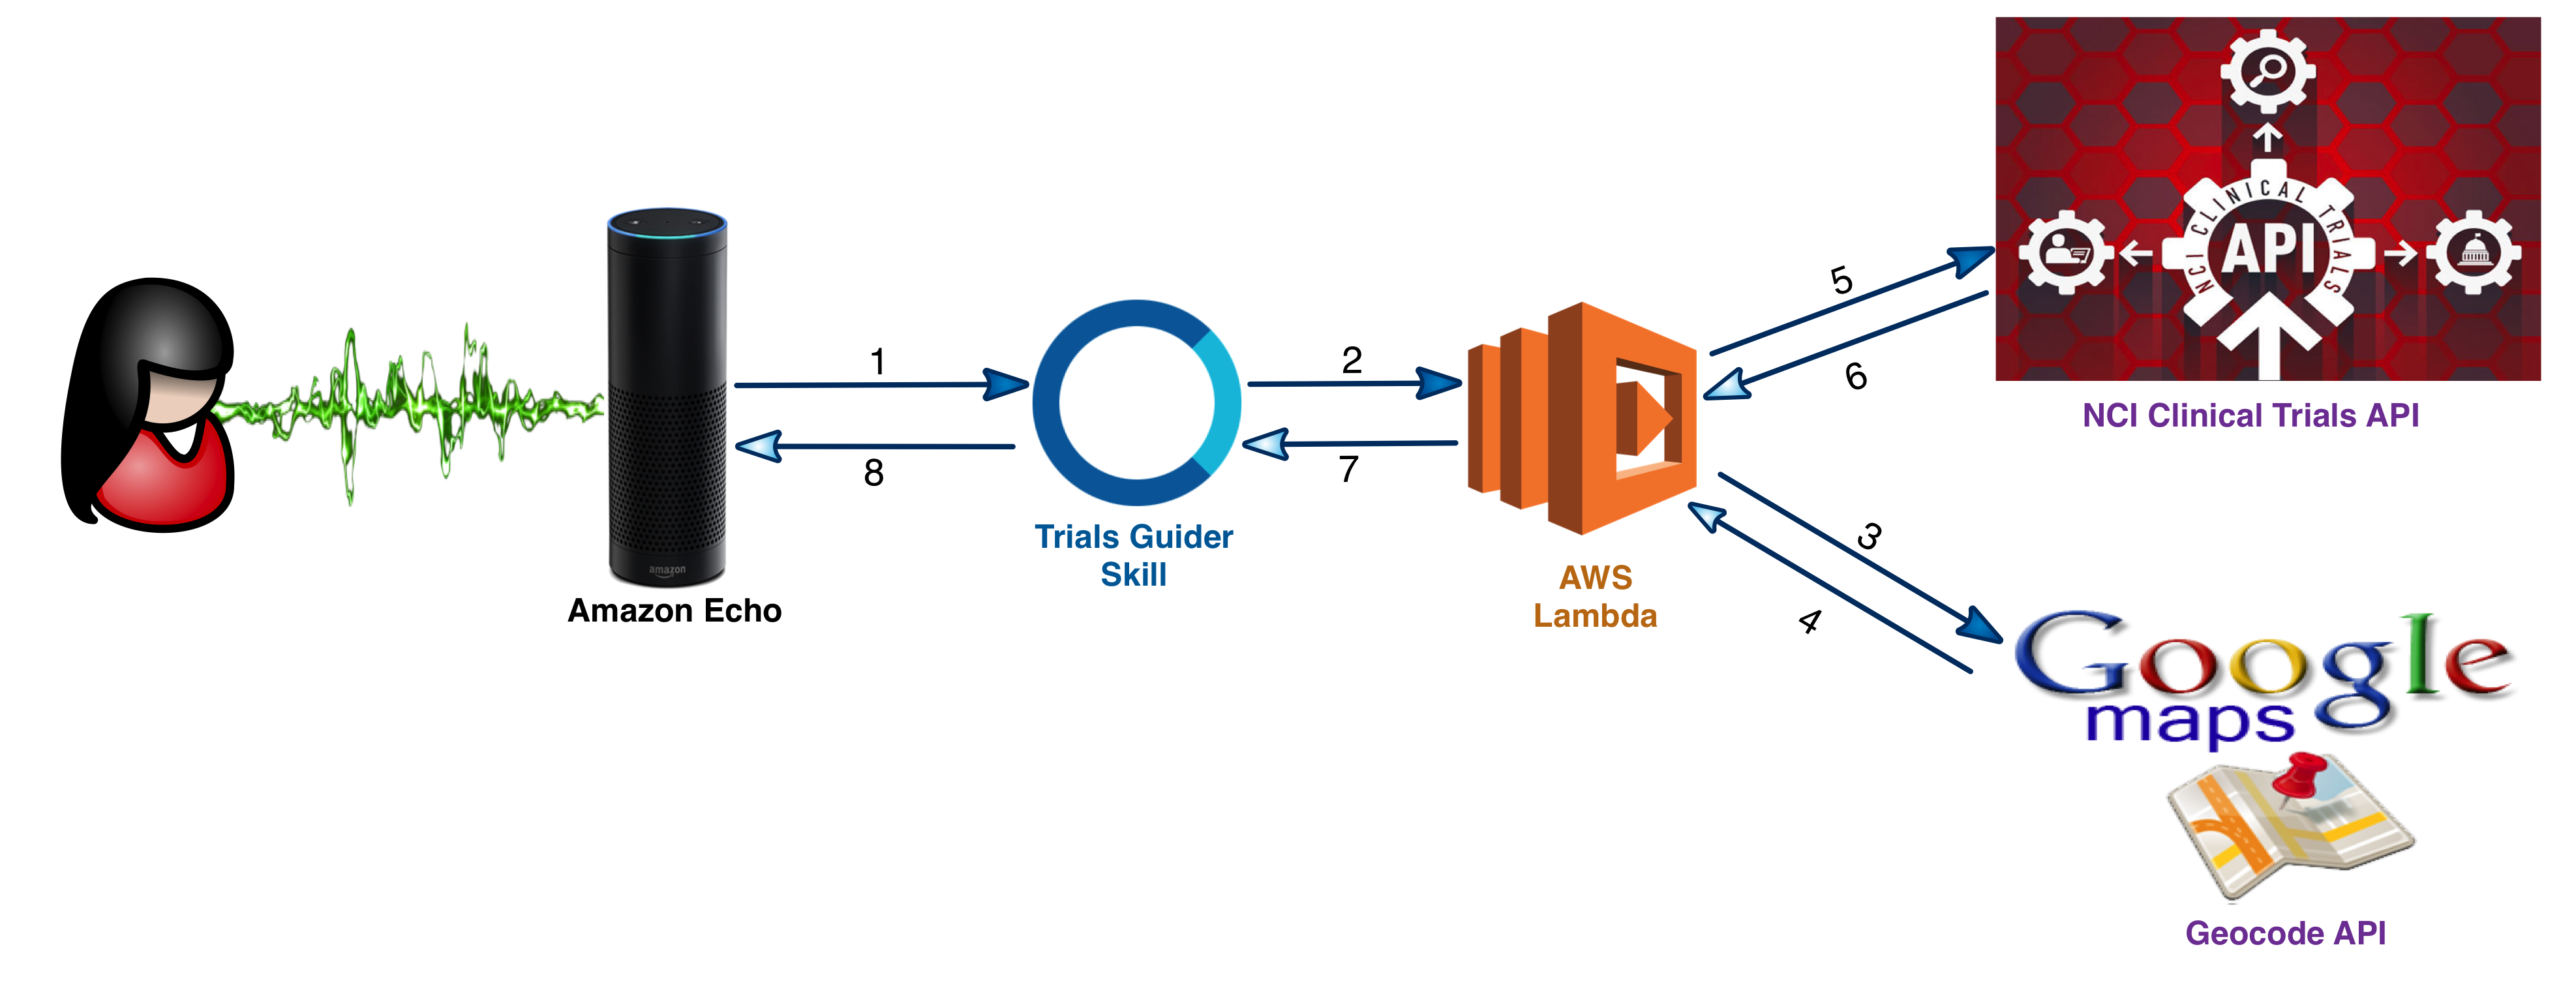 NCI CLINICAL TRIALS
API
NCI Clinical Trials API
1
2
3
4
5
6
7
8
amazon
Amazon Echo
Trials Guider
Skill
AWS
Lambda
Google
maps
Geocode API